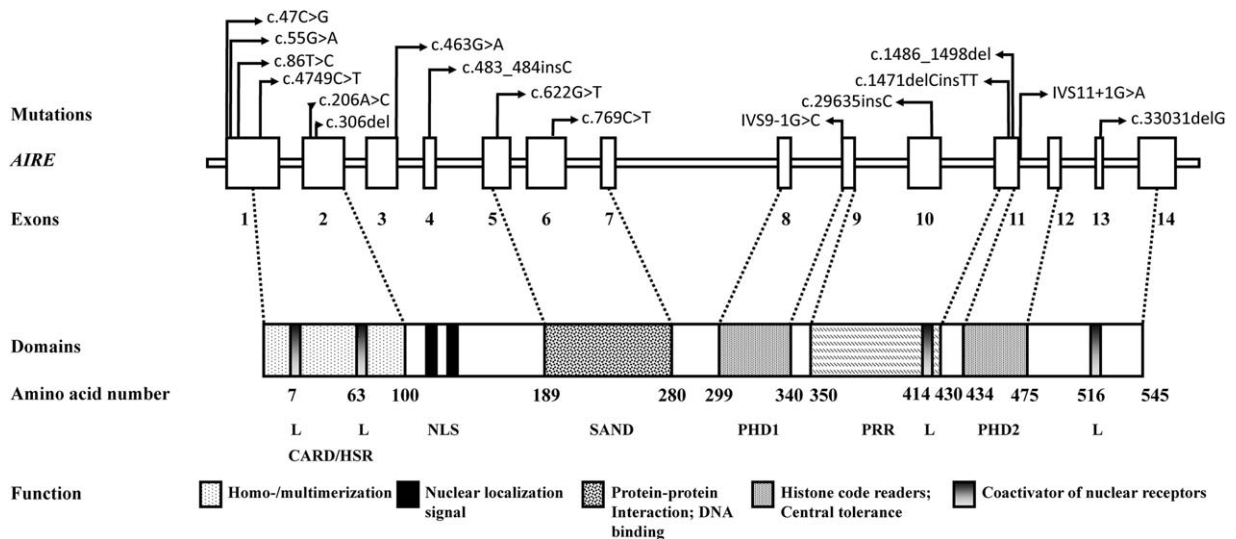 c.47C>G
c.55G>A
c.86T>C
c.4749C>T
c.206A>C
c.306del
c.463G>A
c.483_484insC
c.622G>T
c.769C>T
IVS9-1G>C
c.29635insC
c.1471delCinsTT
c.1486_1498del
IVS11+1G>A
c.33031delG
Mutations
AIRE
Exons 1 2 3 4 5 6 7 8 9 10 11 12 13 14
Domains
Amino acid number 7 63 100 189 280 299 340 350 414 430 434 475 516 545
L L NLS SAND PHD1 PRR L PHD2 L
CARD/HSR
Function
Homo-/multimerization
Nuclear localization
signal
Protein-protein
Interaction; DNA
binding
Histone code readers;
Central tolerance
Coactivator of nuclear receptors